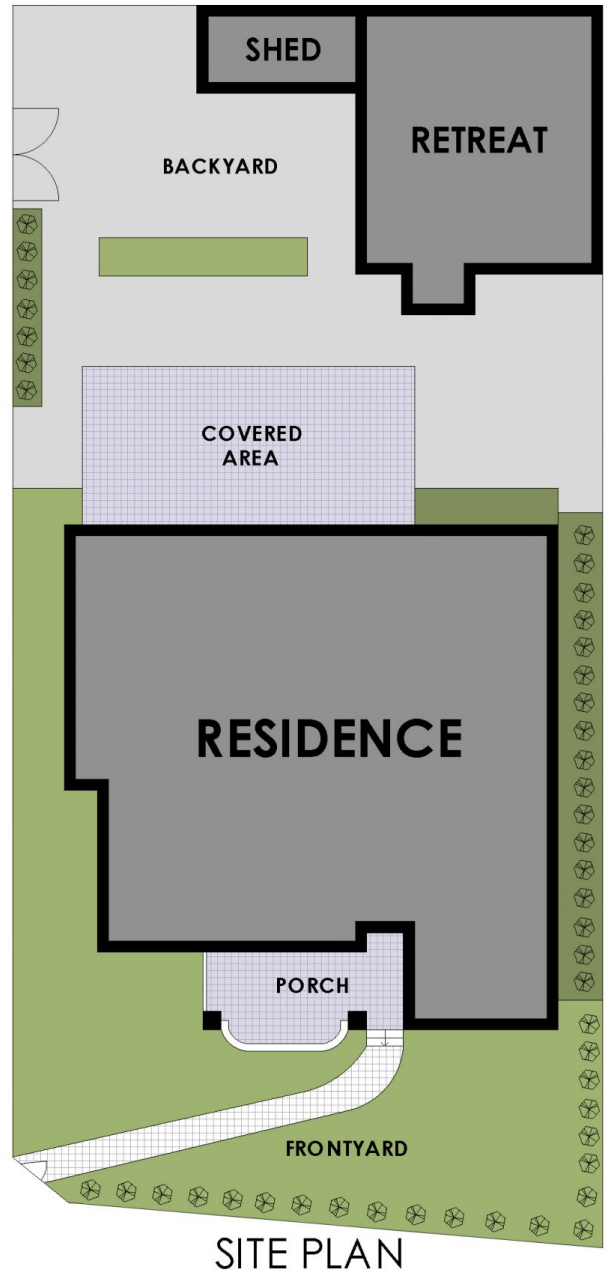 SHED
RETREAT
BACKYARD
COVERED
AREA
RESIDENCE
PORCH
FRONTYARD
SITE PLAN